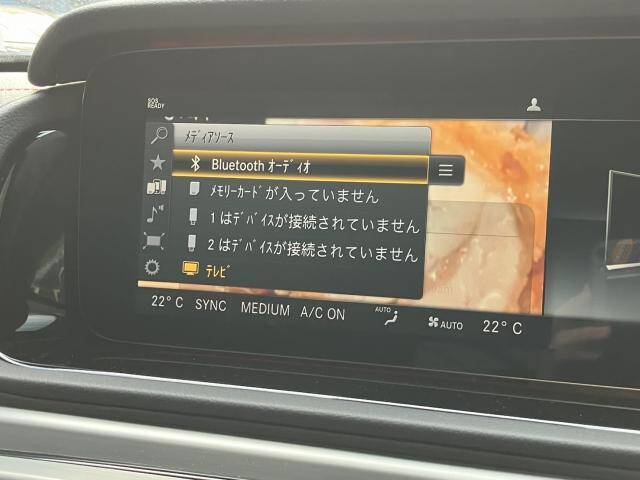 SOS
READY
メディアソース
Bluetooth オーディオ
メモリーカードが入っていません
1 はデバイスが接続されていません
2 はデバイスが接続されていません
テレビ
22°C SYNC MEDIUM A/C ON AUTO AUTO 22°C